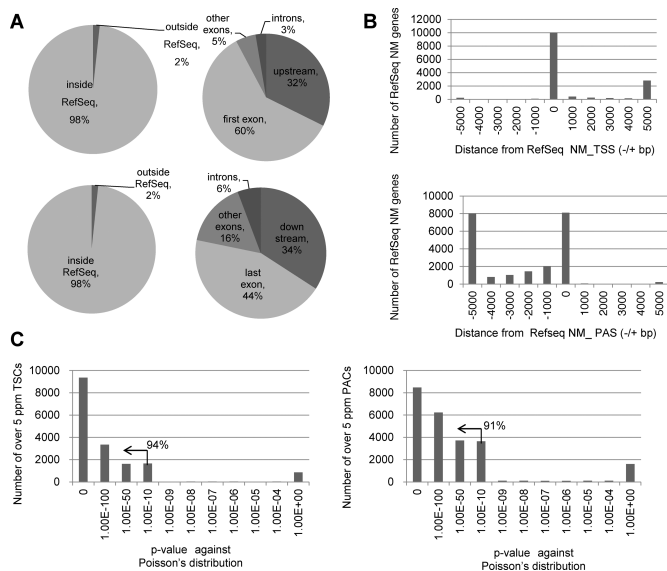 A
outside
RefSeq,
2%
inside
RefSeq
98%
other
exons,
5%
introns,
3%
upstream,
32%
first exon,
60%
outside
RefSeq,
2%
inside
RefSeq,
98%
introns,
6%
other
exons,
16%
down
stream,
34%
last
exon,
44%
B
Number of RefSeq NM genes
12000
10000
8000
6000
4000
2000
0
-5000
-4000
-3000
-2000
-1000
0
1000
2000
3000
4000
5000
Distance from RefSeq NM_TSS (-/+ bp)
Number of RefSeq NM genes
10000
8000
6000
4000
2000
0
-5000
-4000
-3000
-2000
-1000
0
1000
2000
3000
4000
5000
Distance from Refseq NM_ PAS (-/+ bp)
C
Number of over 5 ppm TSCs
10000
8000
6000
4000
2000
0
94%
0
1.00E-100
1.00E-50
1.00E-10
1.00E-09
1.00E-08
1.00E-07
1.00E-06
1.00E-05
1.00E-04
1.00E+00
p-value against
Poisson's distribution
Number of over 5 ppm PACs
10000
8000
6000
4000
2000
0
91%
0
1.00E-100
1.00E-50
1.00E-10
1.00E-09
1.00E-08
1.00E-07
1.00E-06
1.00E-05
1.00E-04
1.00E+00
p-value against
Poisson's distribution